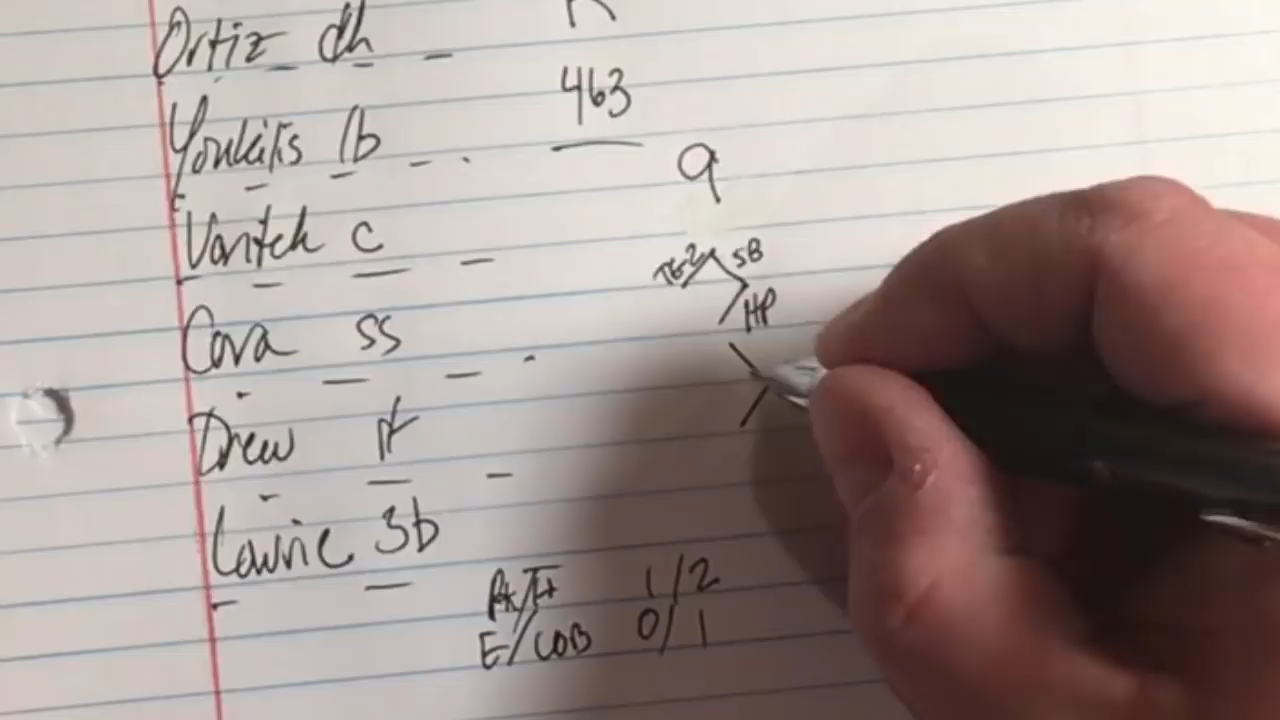 Ortiz dh K
Youkilis 1b 463
9
Varitek c
SB
HP
Cora ss
Drew rf
Lowrie 3b
1/2
E/LOB 0/1